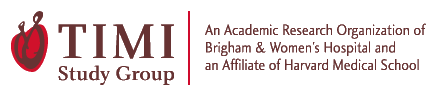 TIMI
Study Group
An Academic Research Organization of
Brigham & Women's Hospital and
an Affiliate of Harvard Medical School